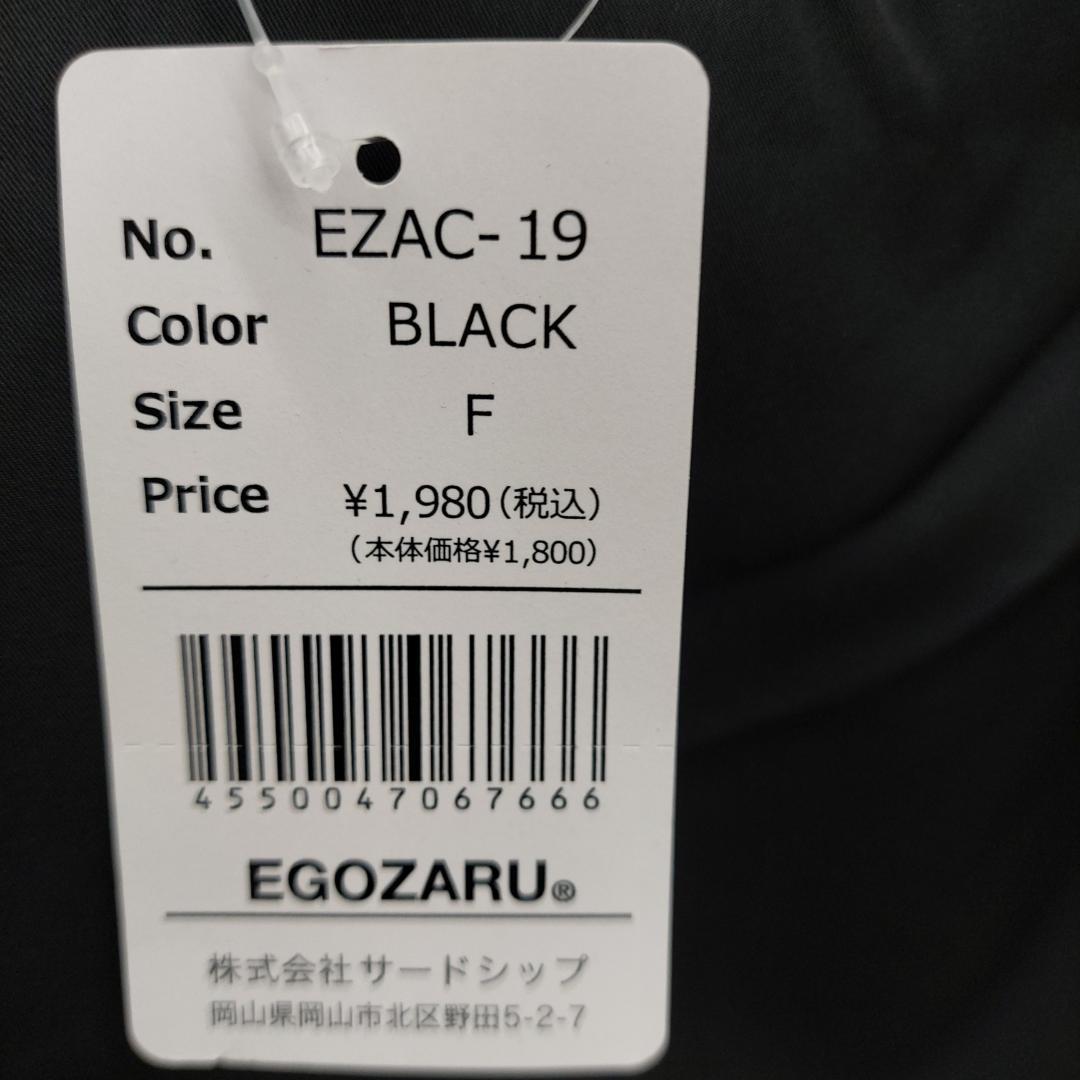 No. EZAC-19
Color BLACK
Size F
Price ¥1,980(税込)
(本体価格¥1,800)
4550047067666
EGOZARU®
株式会社サードシップ
岡山県岡山市北区野田5-2-7